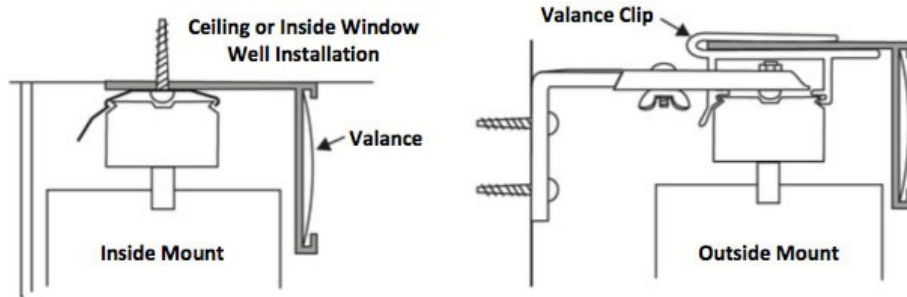 Ceiling or Inside Window
Well Installation
Valance
Inside Mount
Valance Clip
Outside Mount